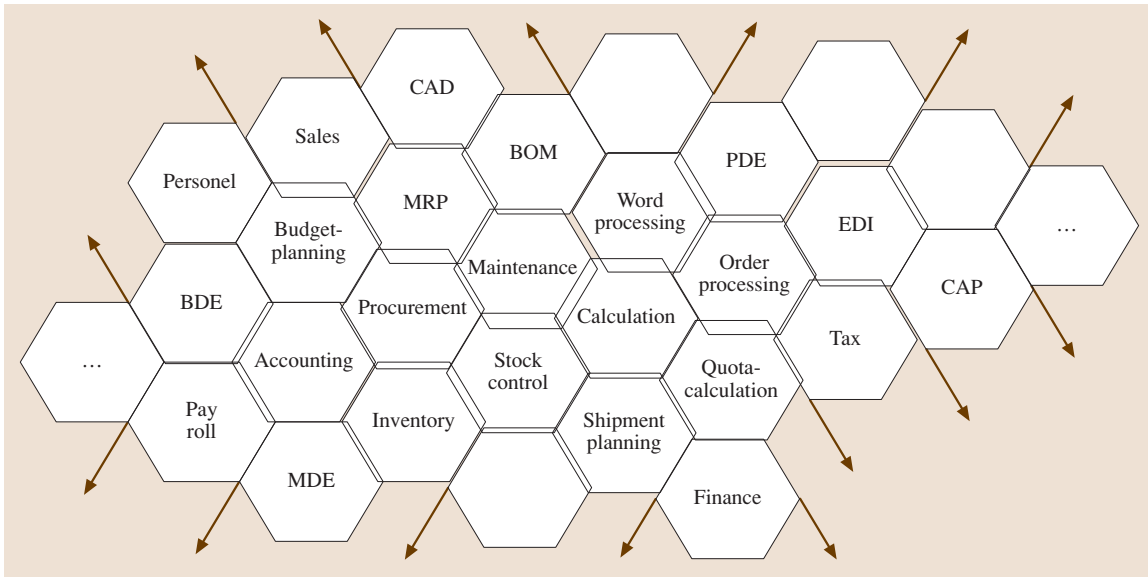 CAD
Sales
BOM
PDE
Personel
MRP
Word
processing
EDI
...
Budget-
planning
Maintenance
Order
processing
CAP
BDE
Procurement
Calculation
Tax
...
Accounting
Stock
control
Quota-
calculation
Pay
roll
Inventory
Shipment
planning
MDE
Finance